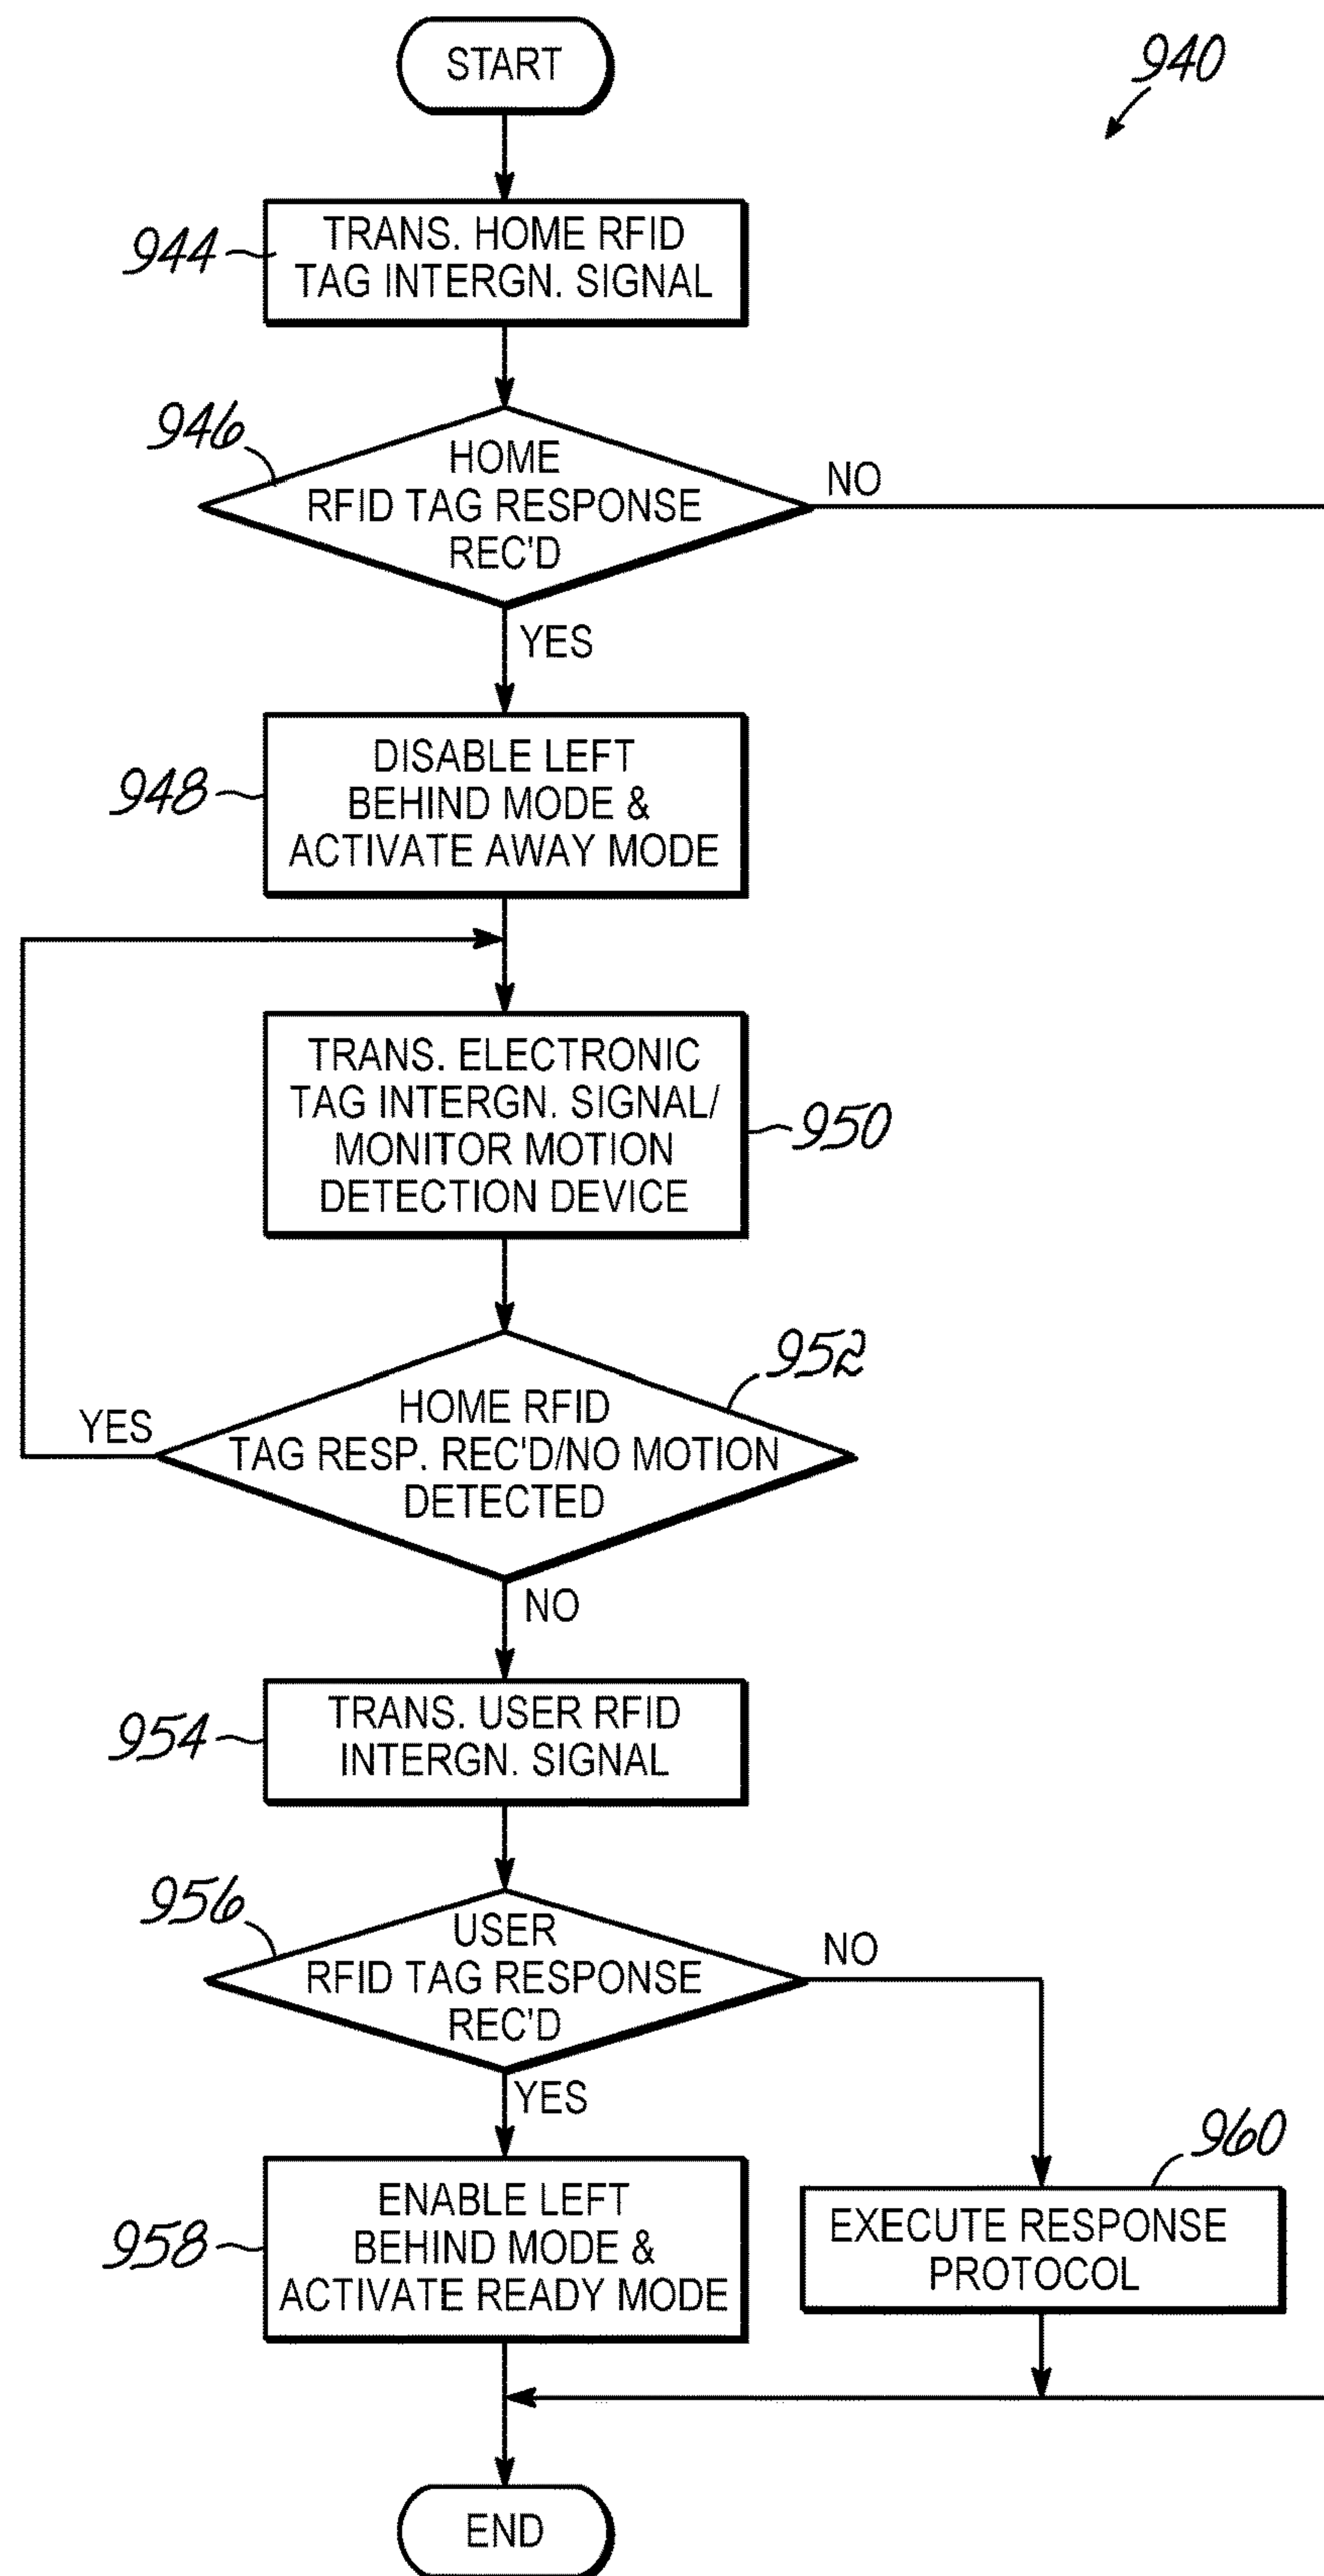 START
940
944
TRANS. HOME RFID
TAG INTERGN. SIGNAL
946
HOME
RFID TAG RESPONSE
REC'D
NO
YES
948
DISABLE LEFT
BEHIND MODE &
ACTIVATE AWAY MODE
TRANS. ELECTRONIC
TAG INTERGN. SIGNAL/
MONITOR MOTION
DETECTION DEVICE
950
952
HOME RFID
TAG RESP. REC'D/NO MOTION
DETECTED
YES
NO
954
TRANS. USER RFID
INTERGN. SIGNAL
956
USER
RFID TAG RESPONSE
REC'D
NO
YES
958
ENABLE LEFT
BEHIND MODE &
ACTIVATE READY MODE
960
EXECUTE RESPONSE
PROTOCOL
END